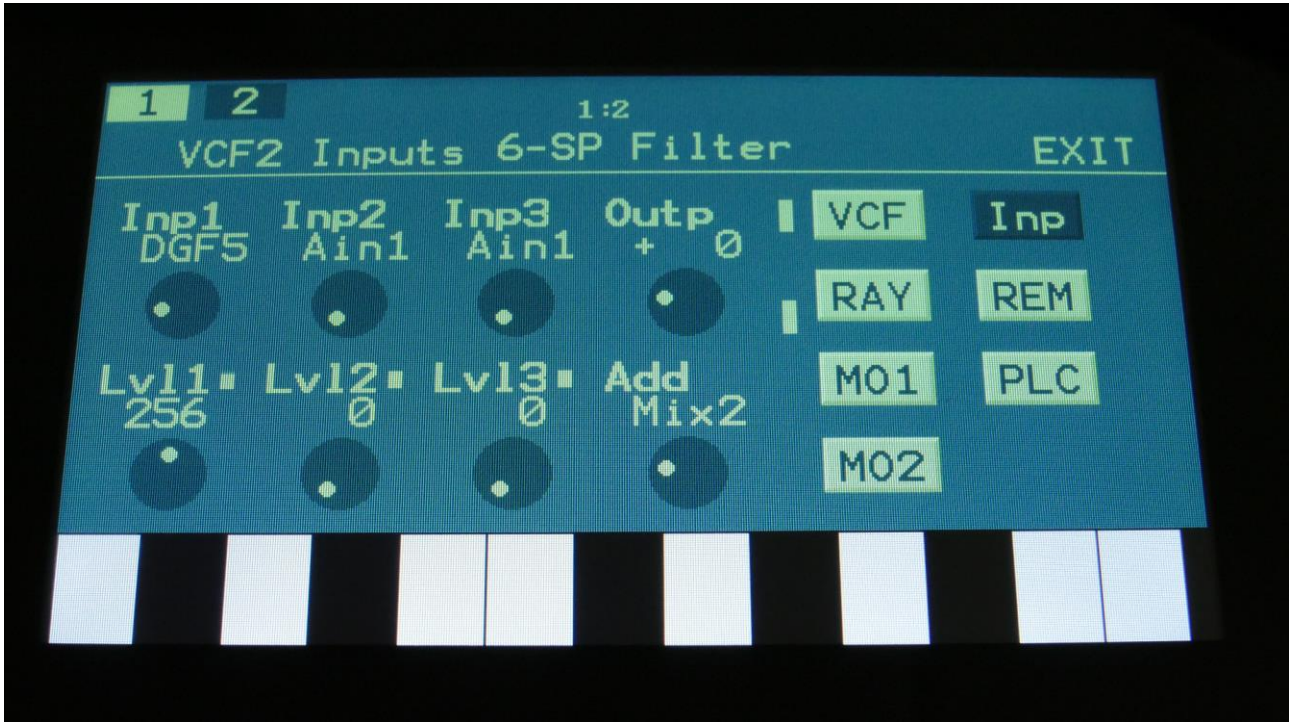 1 2 1:2
VCF2 Inputs 6-SP Filter EXIT
Inp1 Inp2 Inp3 Outp VCF Inp
DGF5 Ain1 Ain1 + 0
RAY REM
Lvl1 Lvl2 Lvl3 Add MO1 PLC
256 0 0 Mix2
MO2